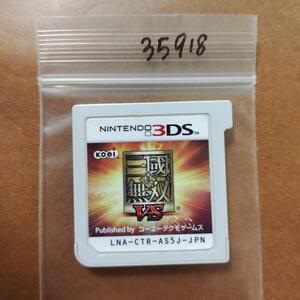 35918
NINTENDO 3DS
KOEI
真・三國無双
VS
Published by コーエーテクモゲームス
LNA-CTR-AS5J-JPN